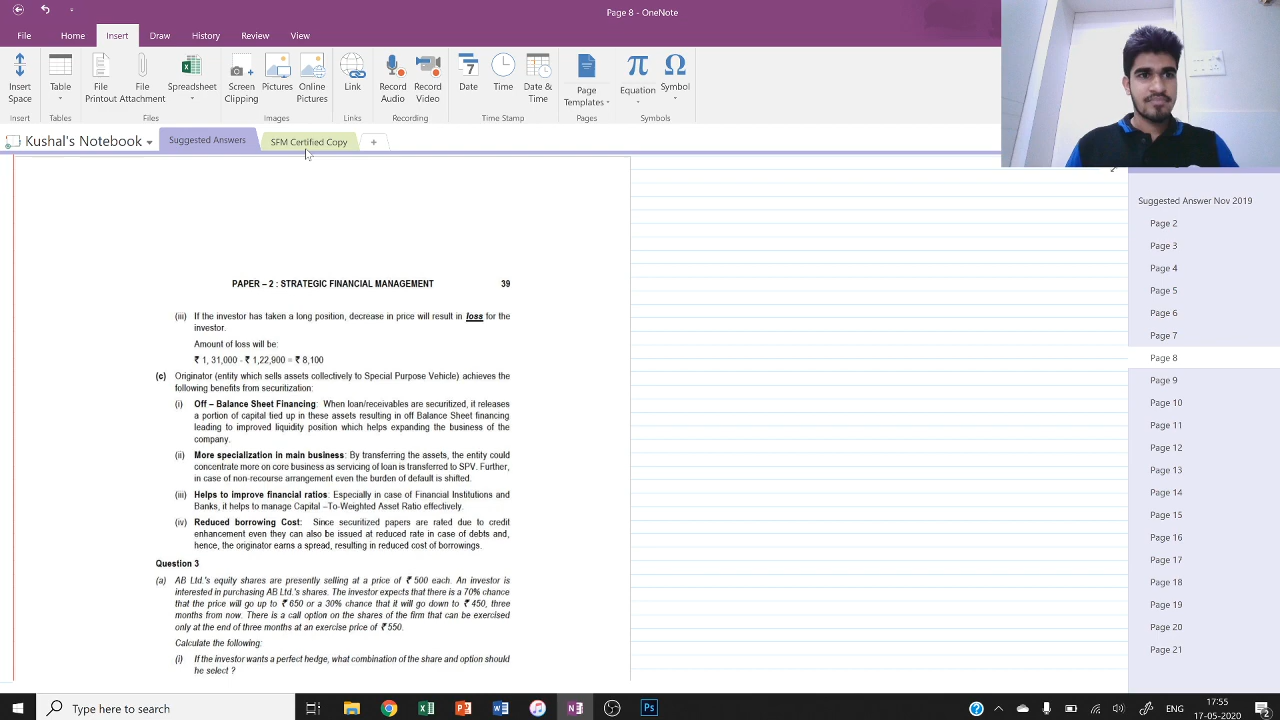 Page 8 - OneNote
File Home Insert Draw History Review View
Insert Space
Table
File Printout
File Attachment
Spreadsheet
Screen Clipping
Pictures
Online Pictures
Link
Record Audio
Record Video
Date
Time
Date & Time
Page Templates
Equation
Symbol
Insert Tables Files Images Links Recording Time Stamp Pages Symbols
Kushal's Notebook Suggested Answers SFM Certified Copy +
PAPER – 2 : STRATEGIC FINANCIAL MANAGEMENT 39
(iii) If the investor has taken a long position, decrease in price will result in loss for the
investor.
Amount of loss will be:
₹ 1, 31,000 - ₹ 1,22,900 = ₹ 8,100
(c) Originator (entity which sells assets collectively to Special Purpose Vehicle) achieves the
following benefits from securitization:
(i) Off – Balance Sheet Financing: When loan/receivables are securitized, it releases
a portion of capital tied up in these assets resulting in off Balance Sheet financing
leading to improved liquidity position which helps expanding the business of the
company.
(ii) More specialization in main business: By transferring the assets, the entity could
concentrate more on core business as servicing of loan is transferred to SPV. Further,
in case of non-recourse arrangement even the burden of default is shifted.
(iii) Helps to improve financial ratios: Especially in case of Financial Institutions and
Banks, it helps to manage Capital –To-Weighted Asset Ratio effectively.
(iv) Reduced borrowing Cost: Since securitized papers are rated due to credit
enhancement even they can also be issued at reduced rate in case of debts and,
hence, the originator earns a spread, resulting in reduced cost of borrowings.
Question 3
(a) AB Ltd.'s equity shares are presently selling at a price of ₹ 500 each. An investor is
interested in purchasing AB Ltd.'s shares. The investor expects that there is a 70% chance
that the price will go up to ₹ 650 or a 30% chance that it will go down to ₹ 450, three
months from now. There is a call option on the shares of the firm that can be exercised
only at the end of three months at an exercise price of ₹ 550.
Calculate the following:
(i) If the investor wants a perfect hedge, what combination of the share and option should
he select ?
Suggested Answer Nov 2019
Page 2
Page 3
Page 4
Page 5
Page 6
Page 7
Page 8
Page 9
Page 10
Page 11
Page 12
Page 13
Page 14
Page 15
Page 16
Page 17
Page 18
Page 19
Page 20
Page 21
Type here to search
17:55
17-05-2020